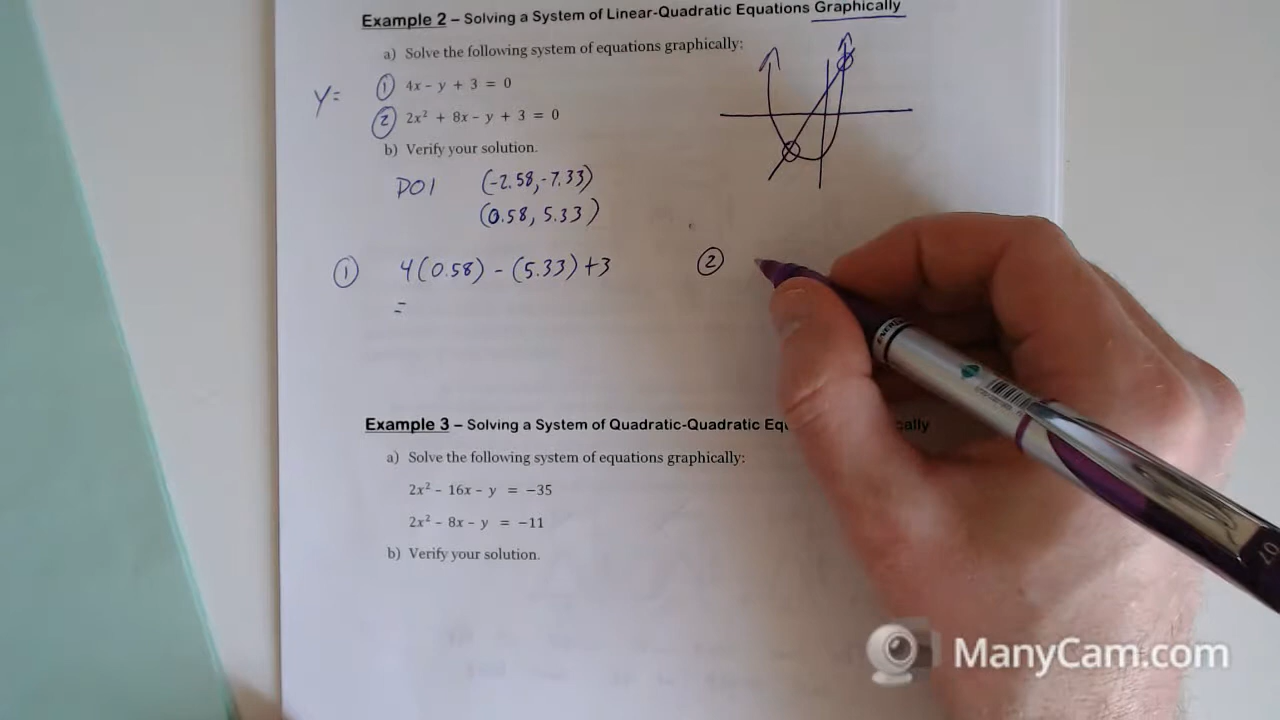 Example 2 – Solving a System of Linear-Quadratic Equations Graphically
a) Solve the following system of equations graphically:
y= ① 4x – y + 3 = 0
② 2x² + 8x – y + 3 = 0
b) Verify your solution.
POI (-2.58, -7.33)
(0.58, 5.33)
① 4(0.58) - (5.33) + 3
=
②
Example 3 – Solving a System of Quadratic-Quadratic Equ ically
a) Solve the following system of equations graphically:
2x² – 16x – y = –35
2x² – 8x – y = –11
b) Verify your solution.
ManyCam.com